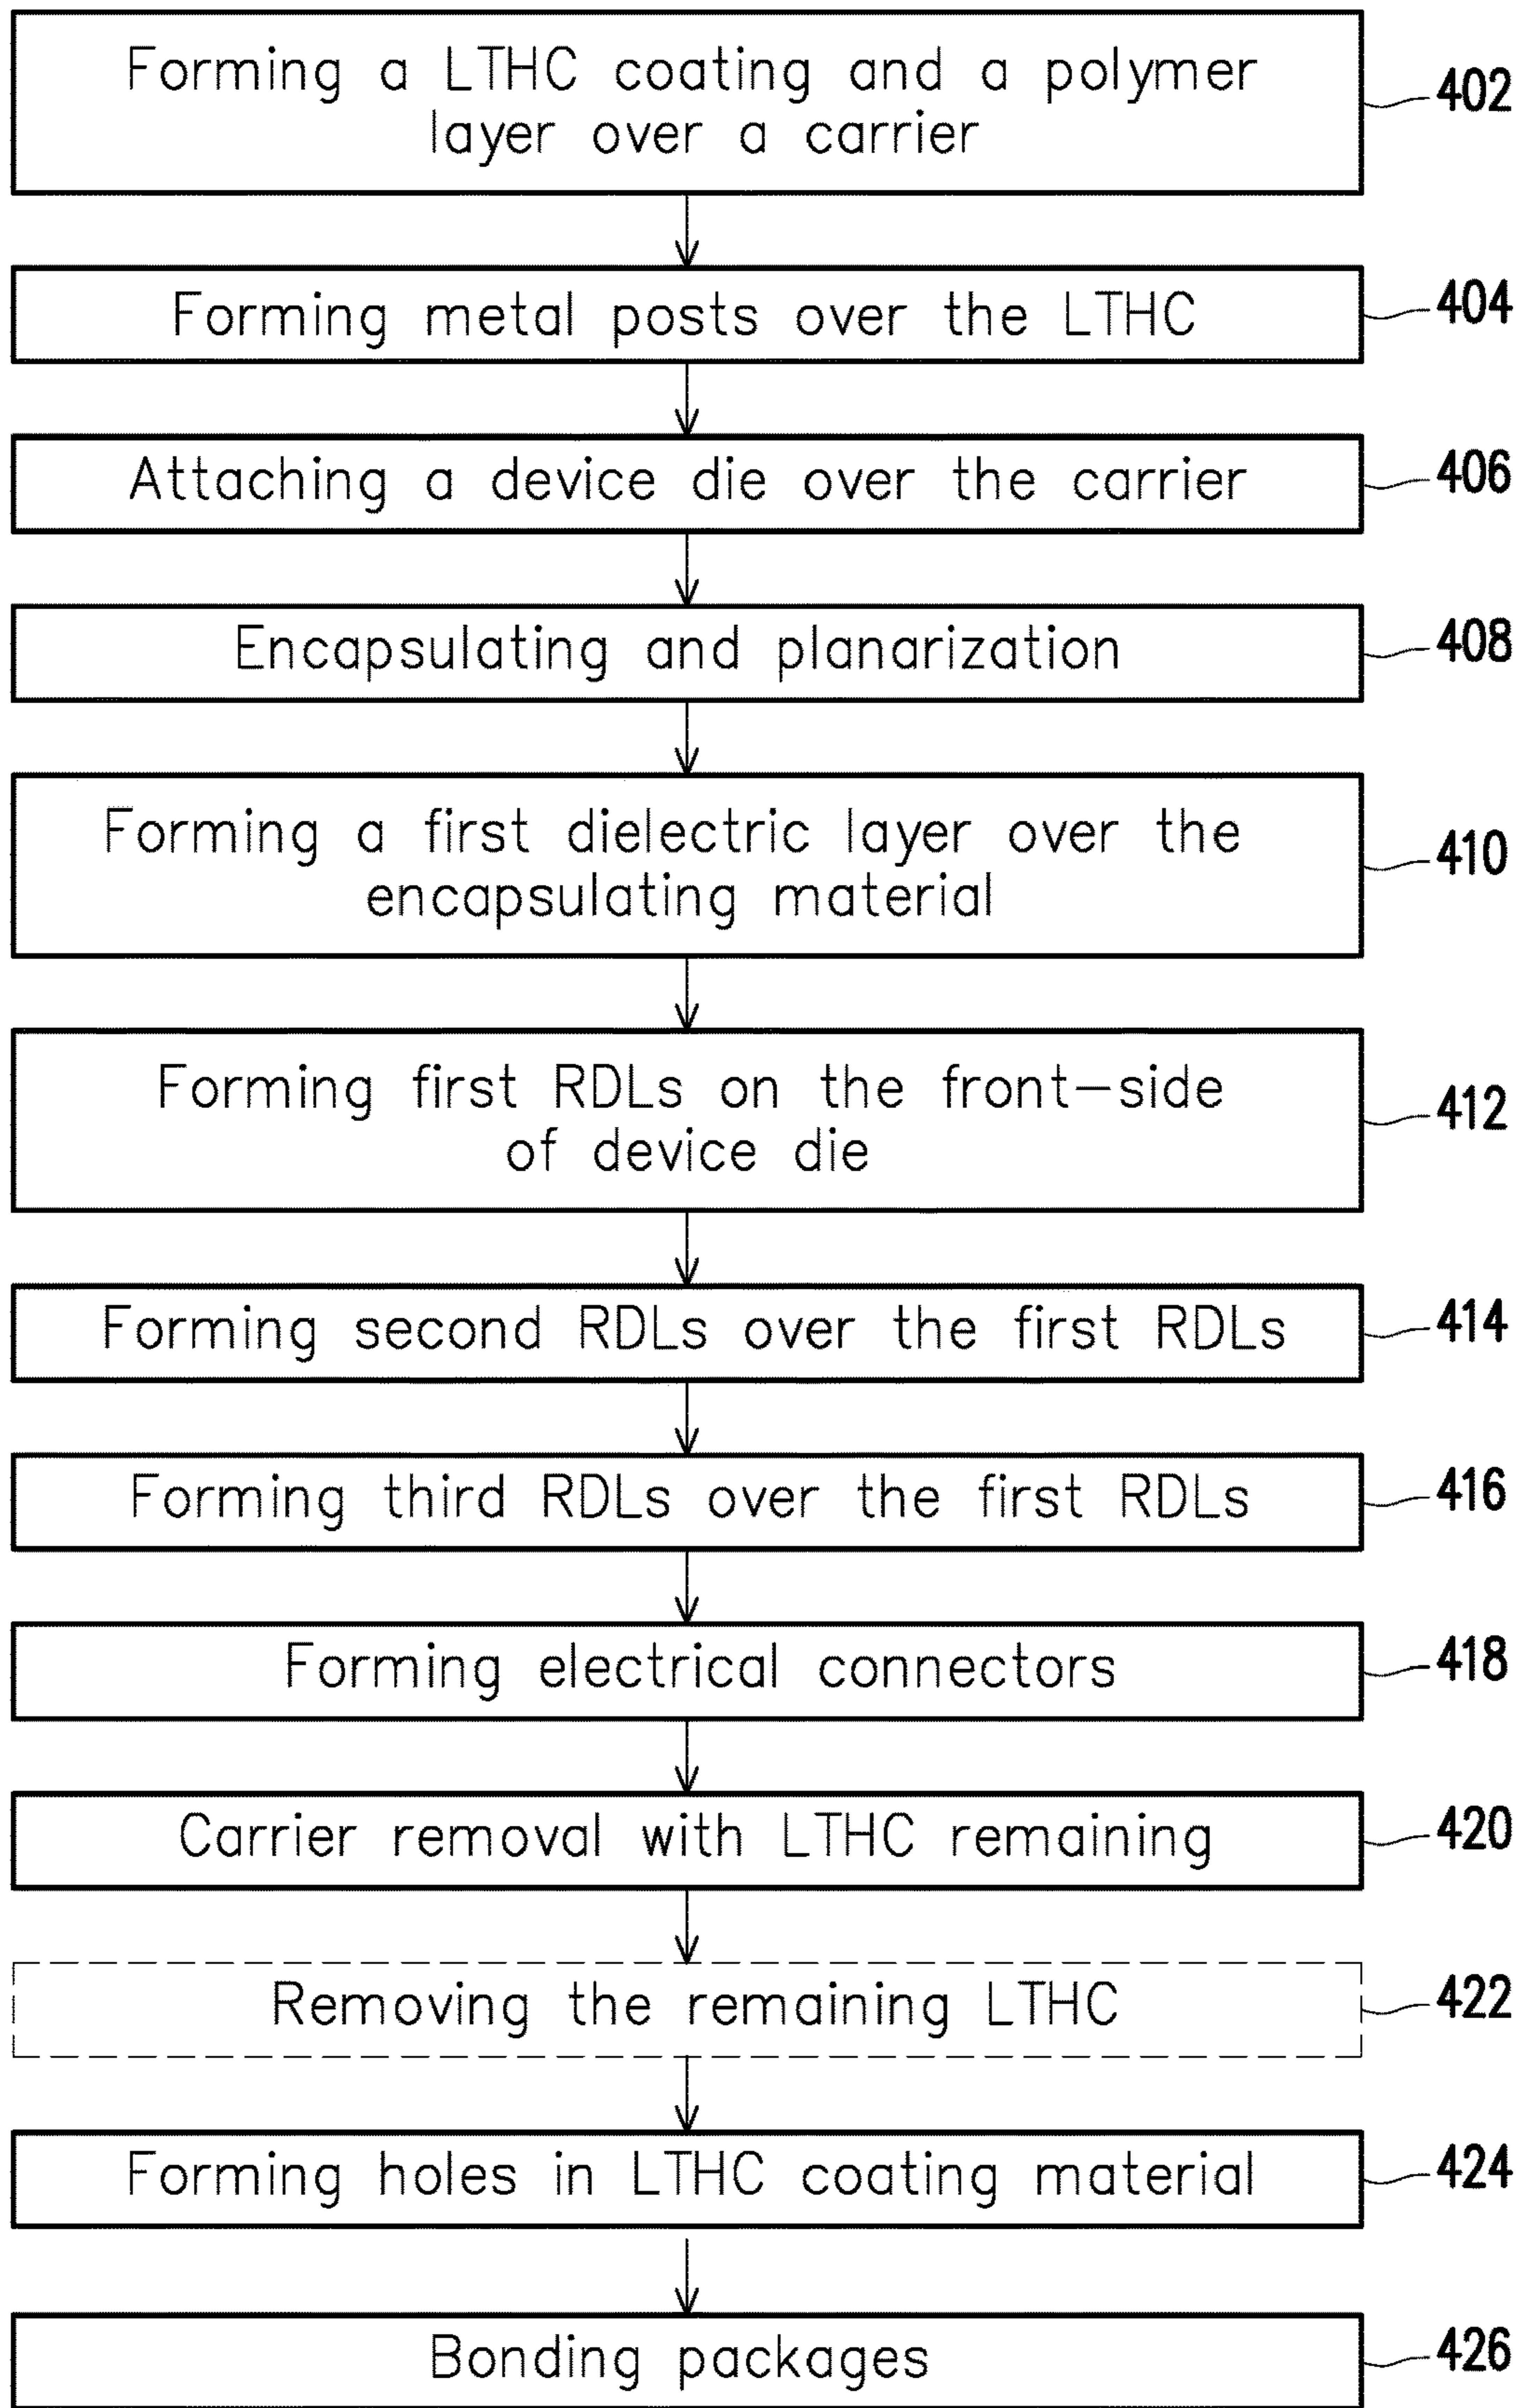 Forming a LTHC coating and a polymer
layer over a carrier
402
Forming metal posts over the LTHC
404
Attaching a device die over the carrier
406
Encapsulating and planarization
408
Forming a first dielectric layer over the
encapsulating material
410
Forming first RDLs on the front-side
of device die
412
Forming second RDLs over the first RDLs
414
Forming third RDLs over the first RDLs
416
Forming electrical connectors
418
Carrier removal with LTHC remaining
420
Removing the remaining LTHC
422
Forming holes in LTHC coating material
424
Bonding packages
426